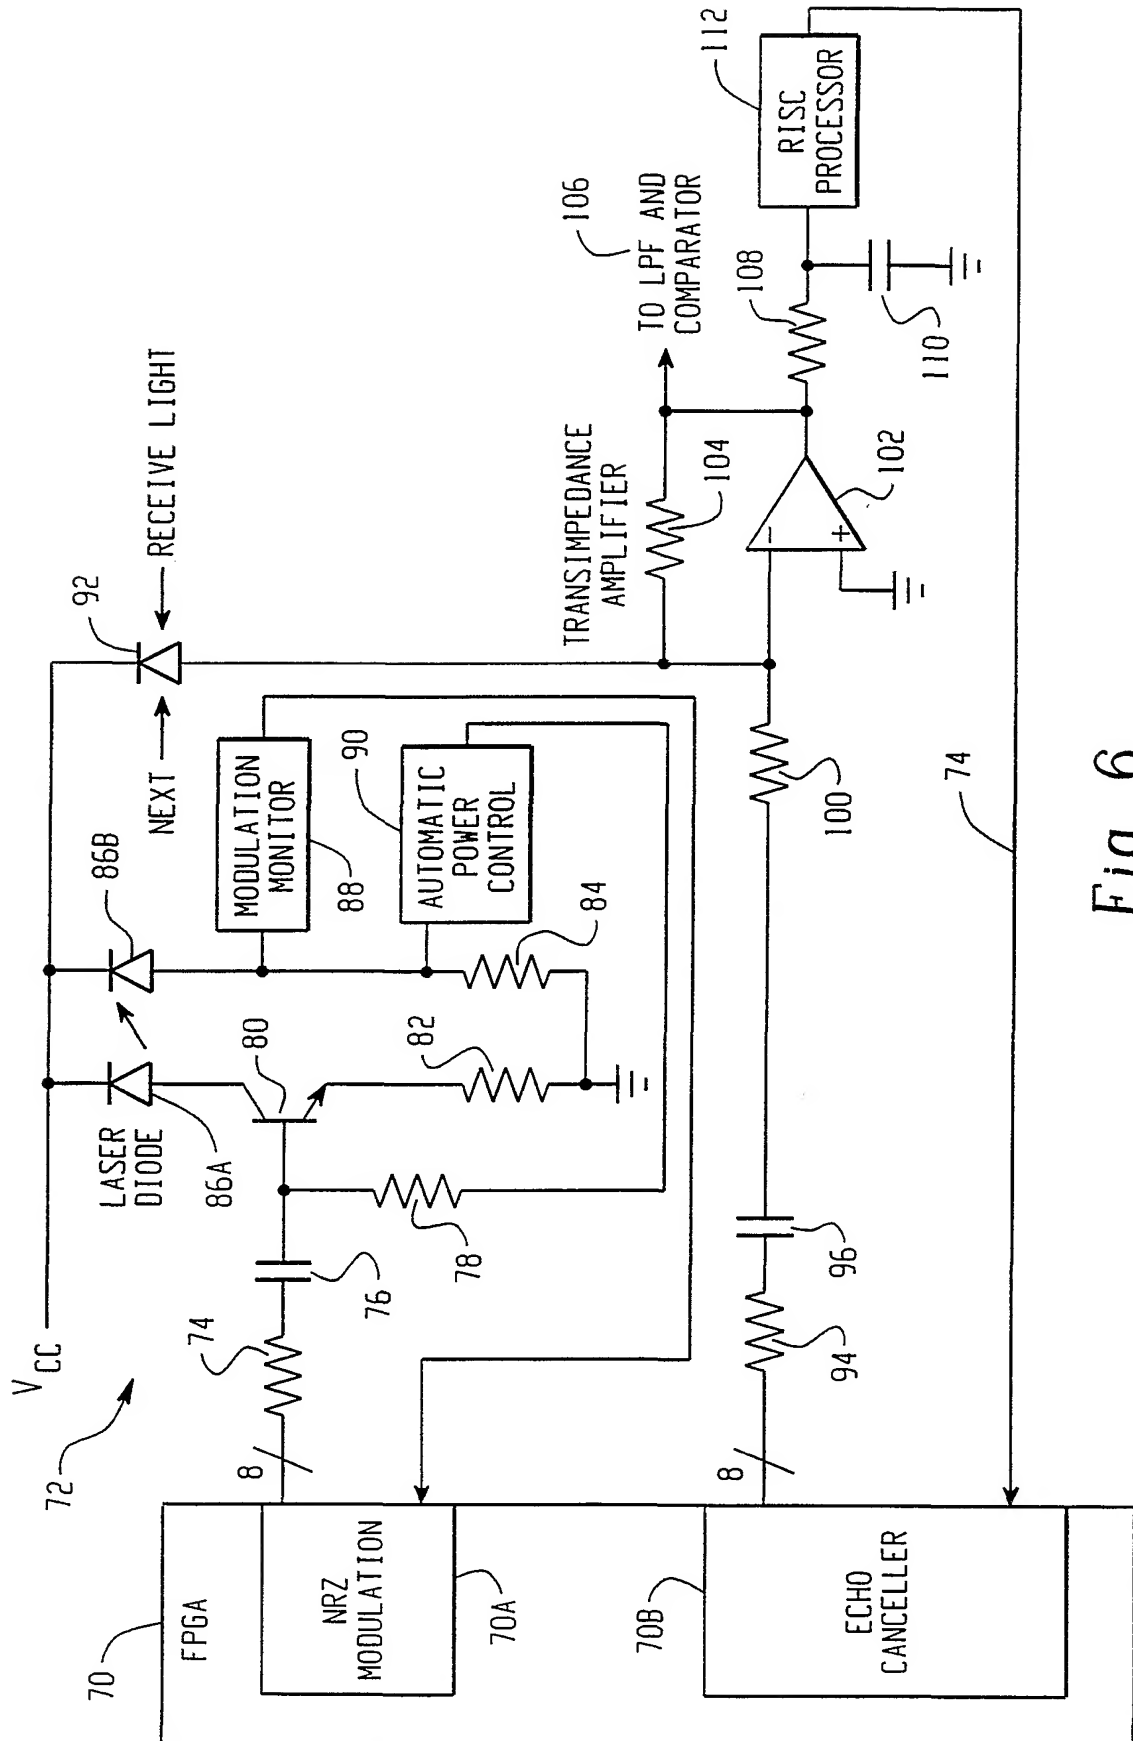 72
V CC
LASER
DIODE
86A
86B
80
NEXT
92
RECEIVE LIGHT
70
FPGA
NRZ
MODULATION
70A
8
74
76
78
82
84
MODULATION
MONITOR
88
90
AUTOMATIC
POWER
CONTROL
TRANSIMPEDANCE
AMPLIFIER
104
106
TO LPF AND
COMPARATOR
70B
ECHO
CANCELLER
8
94
96
100
-
+
102
108
110
112
RISC
PROCESSOR
74
Fig. 6